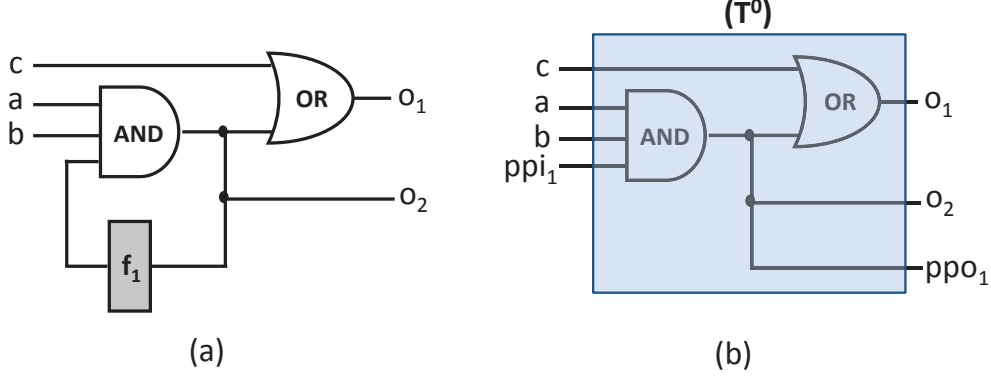 c
a
b
AND
OR
o₁
o₂
f₁
(a)
(T⁰)
c
a
b
ppi₁
AND
OR
o₁
o₂
ppo₁
(b)